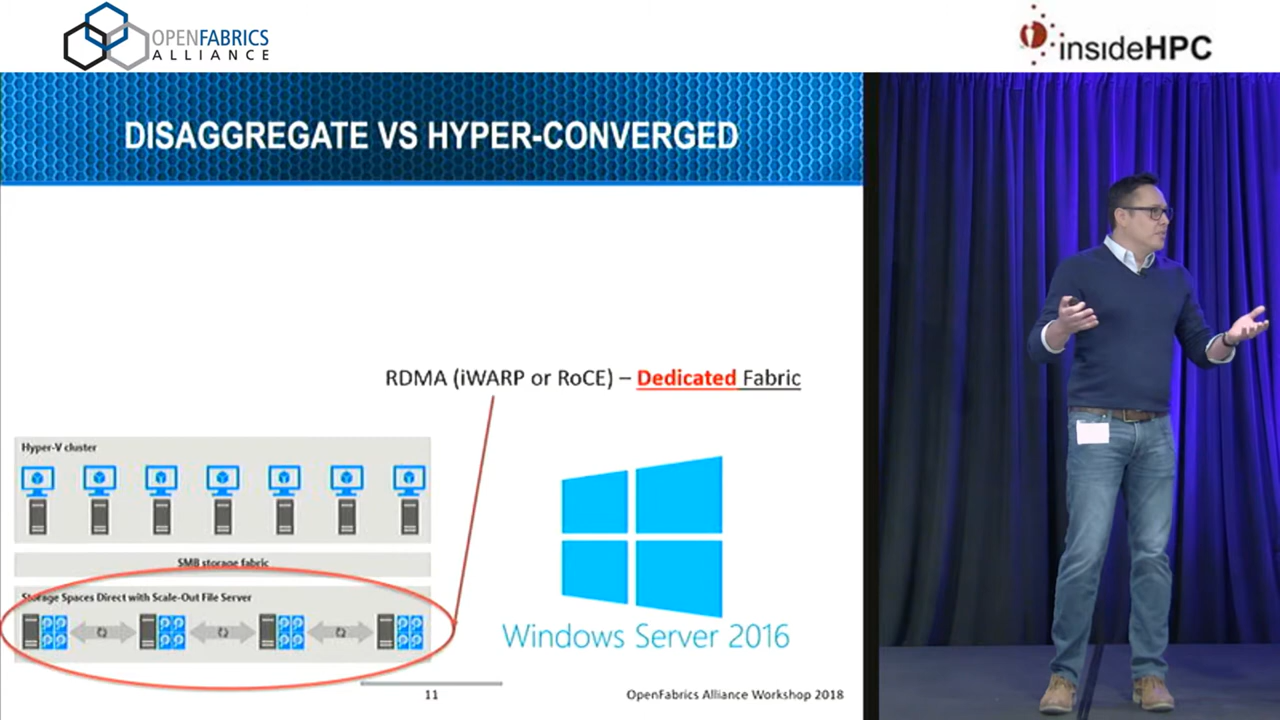 OPENFABRICS
ALLIANCE
insideHPC
DISAGGREGATE VS HYPER-CONVERGED
RDMA (iWARP or RoCE) – Dedicated Fabric
Hyper-V cluster
SMB storage fabric
Storage Spaces Direct with Scale-Out File Server
Windows Server 2016
11
OpenFabrics Alliance Workshop 2018